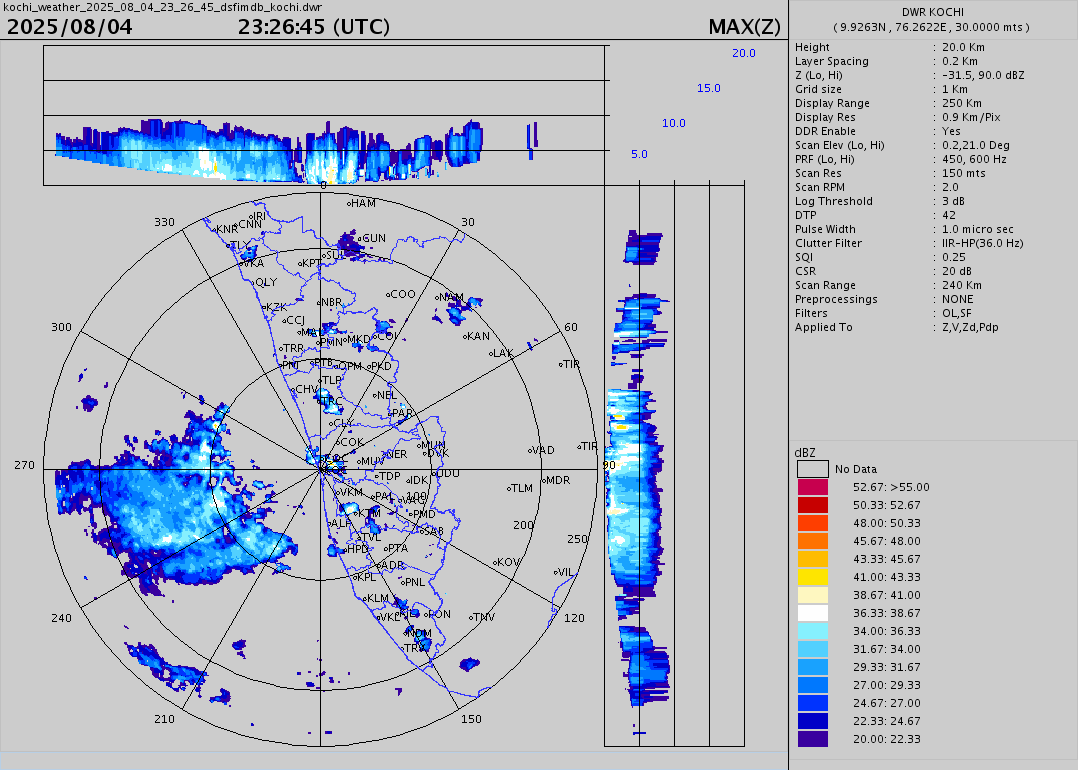 kochi_weather_2025_08_04_23_26_45_dsfimdb_kochi.dwr
2025/08/04 23:26:45 (UTC) MAX(Z)
20.0
15.0
10.0
5.0
DWR KOCHI
( 9.9263N , 76.2622E , 30.0000 mts )
Height : 20.0 Km
Layer Spacing : 0.2 Km
Z (Lo, Hi) : -31.5, 90.0 dBZ
Grid size : 1 Km
Display Range : 250 Km
Display Res : 0.9 Km/Pix
DDR Enable : Yes
Scan Elev (Lo, Hi) : 0.2,21.0 Deg
PRF (Lo, Hi) : 450, 600 Hz
Scan Res : 150 mts
Scan RPM : 2.0
Log Threshold : 3 dB
DTP : 42
Pulse Width : 1.0 micro sec
Clutter Filter : IIR-HP(36.0 Hz)
SQI : 0.25
CSR : 20 dB
Scan Range : 240 Km
Preprocessings : NONE
Filters : OL,SF
Applied To : Z,V,Zd,Pdp
0
HAM
330 IRI 30
KNR CNN
GUN
TLY
VKA KPT SUL
QLY
COO NAM
KZK NBR
CCJ
300 MAL 60
PMN MKD COI KAN
TRR LAK
PNI PTB OPM PKD TIR
TLP
CHV NEL
TRC
PAR
CLY
COK MUN TIR
NER DVK VAD
270 KOC MUV 90
TDP IDK UDU MDR
VKM PAL 100 VAG TLM
KTM PMD
ALP SAB 200
TVL 250
HPD PTA
ADR KOV
KPL PNL VIL
KLM
240 VKL KIL PON TNV 120
NDM
TRV
210 150
dBZ
No Data
52.67: >55.00
50.33: 52.67
48.00: 50.33
45.67: 48.00
43.33: 45.67
41.00: 43.33
38.67: 41.00
36.33: 38.67
34.00: 36.33
31.67: 34.00
29.33: 31.67
27.00: 29.33
24.67: 27.00
22.33: 24.67
20.00: 22.33